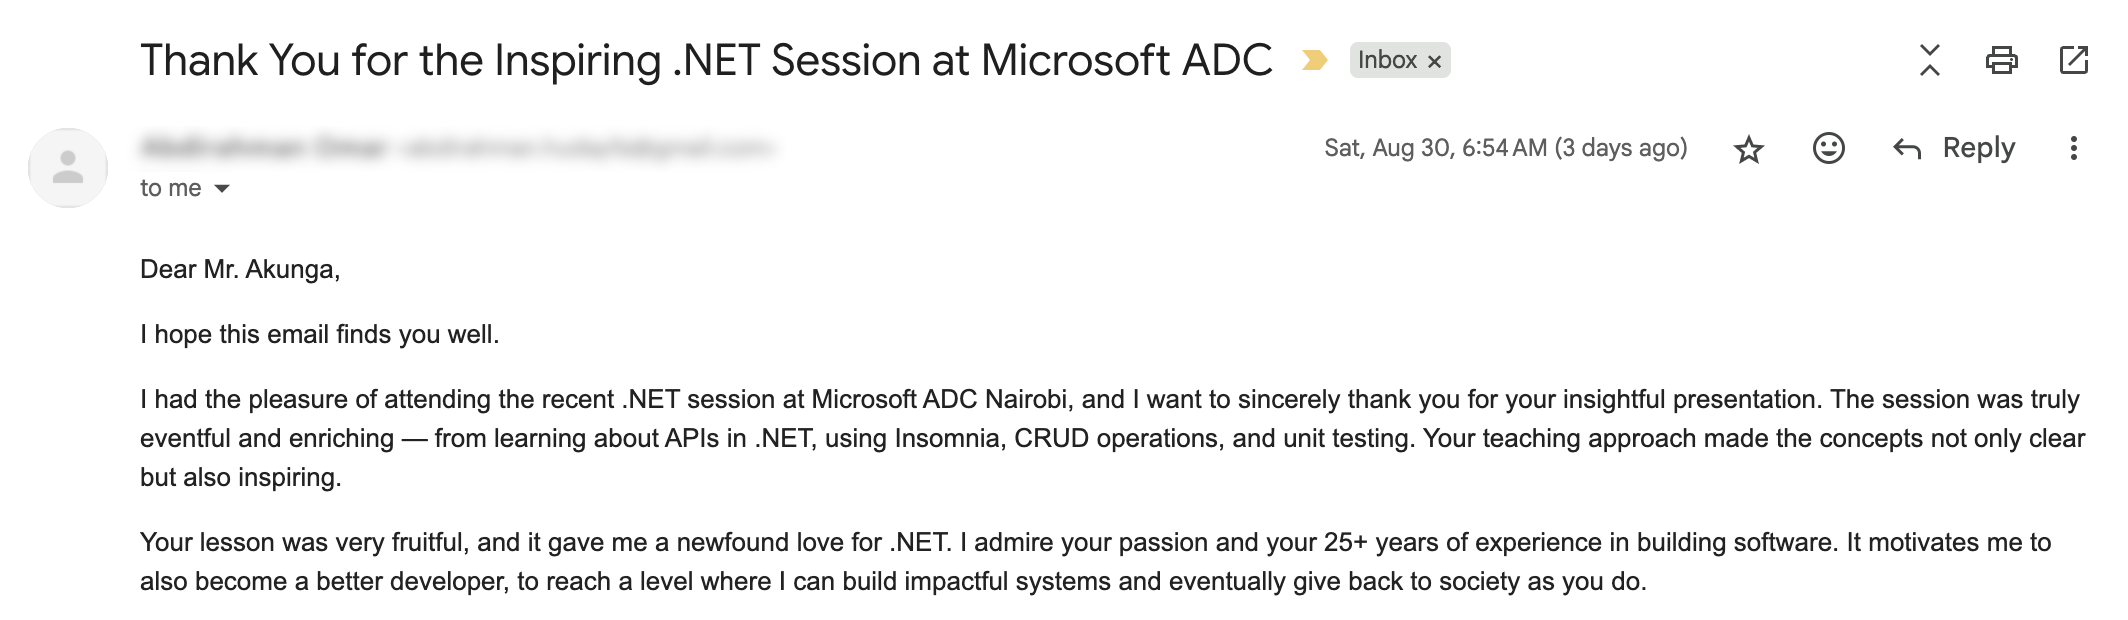 Thank You for the Inspiring .NET Session at Microsoft ADC Inbox ×
Sat, Aug 30, 6:54 AM (3 days ago) Reply
to me
Dear Mr. Akunga,
I hope this email finds you well.
I had the pleasure of attending the recent .NET session at Microsoft ADC Nairobi, and I want to sincerely thank you for your insightful presentation. The session was truly
eventful and enriching — from learning about APIs in .NET, using Insomnia, CRUD operations, and unit testing. Your teaching approach made the concepts not only clear
but also inspiring.
Your lesson was very fruitful, and it gave me a newfound love for .NET. I admire your passion and your 25+ years of experience in building software. It motivates me to
also become a better developer, to reach a level where I can build impactful systems and eventually give back to society as you do.